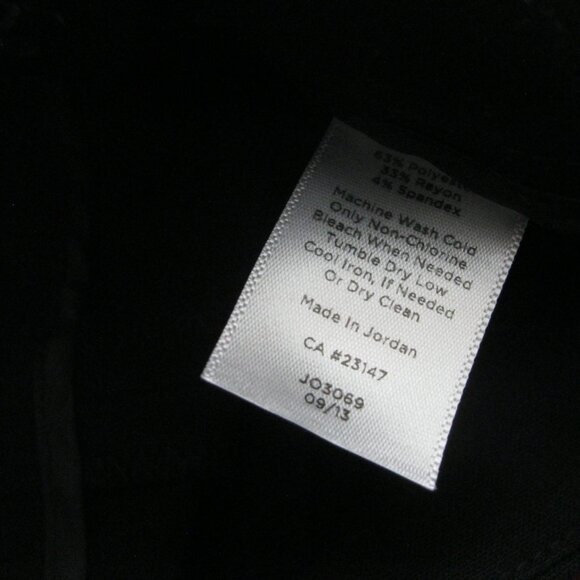 63% Polyester
33% Rayon
4% Spandex
Machine Wash Cold
Only Non-Chlorine
Bleach When Needed
Tumble Dry Low
Cool Iron, If Needed
Or Dry Clean
Made In Jordan
CA #23147
JO3069
09/13